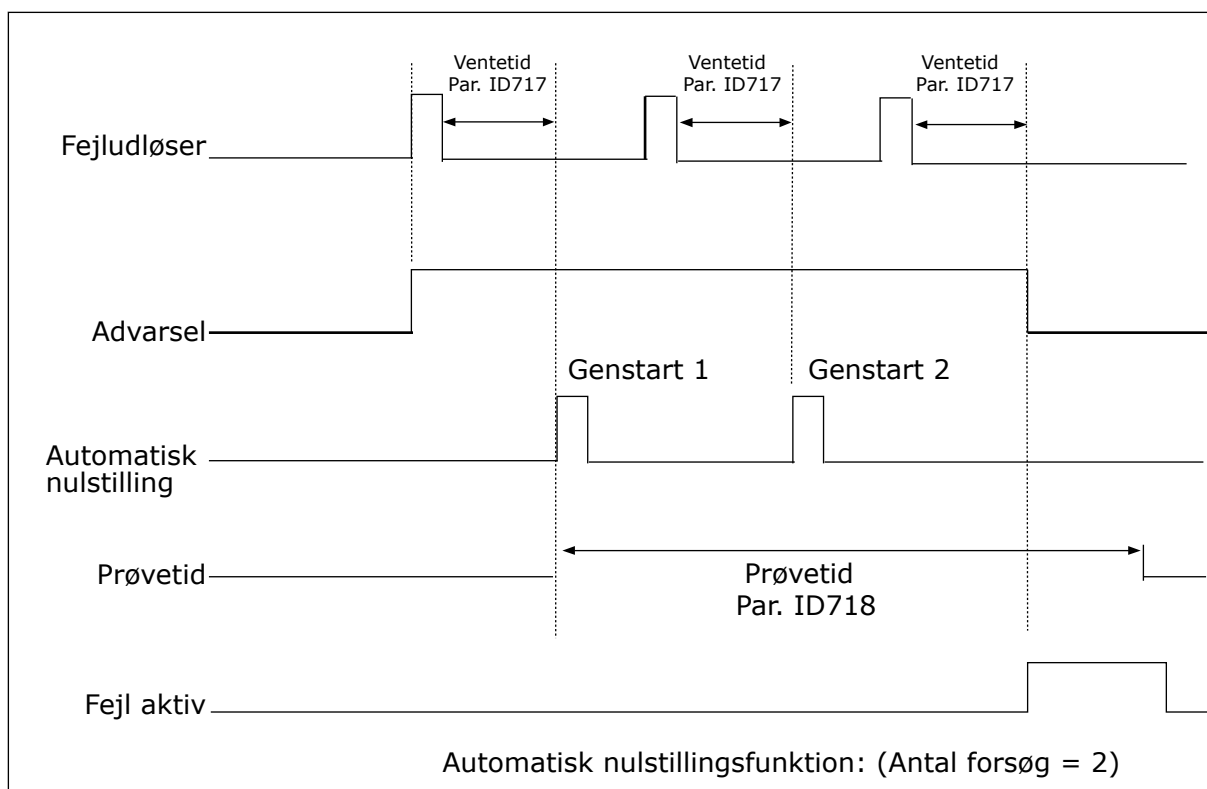 Ventetid
Par. ID717
Ventetid
Par. ID717
Ventetid
Par. ID717
Fejludløser
Advarsel
Genstart 1
Genstart 2
Automatisk
nulstilling
Prøvetid
Prøvetid
Par. ID718
Fejl aktiv
Automatisk nulstillingsfunktion: (Antal forsøg = 2)